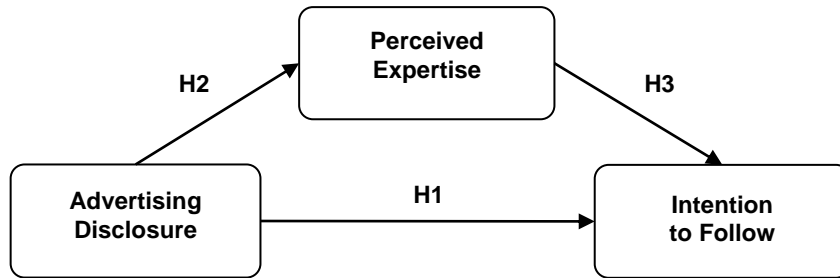 Perceived
Expertise
H2
H3
Advertising
Disclosure
H1
Intention
to Follow